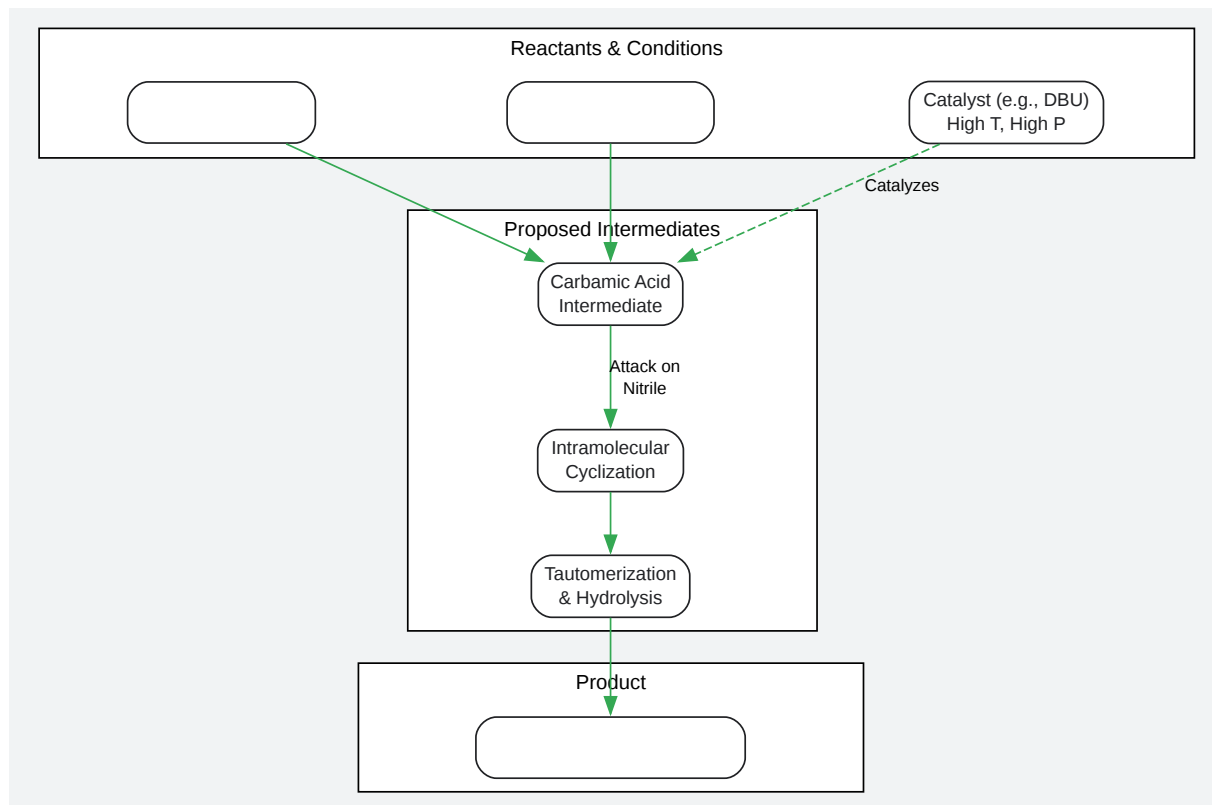 Reactants & Conditions
Catalyst (e.g., DBU)
High T, High P
Catalyzes
Proposed Intermediates
Carbamic Acid
Intermediate
Attack on
Nitrile
Intramolecular
Cyclization
Tautomerization
& Hydrolysis
Product